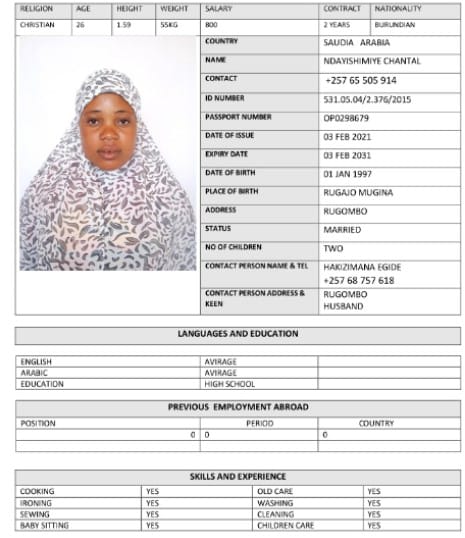 RELIGION AGE HEIGHT WEIGHT SALARY CONTRACT NATIONALITY
CHRISTIAN 26 1.59 55KG 800 2 YEARS BURUNDIAN
COUNTRY SAUDIA ARABIA
NAME NDAYISHIMIYE CHANTAL
CONTACT +257 65 505 914
ID NUMBER 531.05.04/2.376/2015
PASSPORT NUMBER OP0298679
DATE OF ISSUE 03 FEB 2021
EXPIRY DATE 03 FEB 2031
DATE OF BIRTH 01 JAN 1997
PLACE OF BIRTH RUGAJO MUGINA
ADDRESS RUGOMBO
STATUS MARRIED
NO OF CHILDREN TWO
CONTACT PERSON NAME & TEL HAKIZIMANA EGIDE
+257 68 757 618
CONTACT PERSON ADDRESS & RUGOMBO
KEEN HUSBAND
LANGUAGES AND EDUCATION
ENGLISH AVIRAGE
ARABIC AVIRAGE
EDUCATION HIGH SCHOOL
PREVIOUS EMPLOYMENT ABROAD
POSITION PERIOD COUNTRY
0 0 0
SKILLS AND EXPERIENCE
COOKING YES OLD CARE YES
IRONING YES WASHING YES
SEWING YES CLEANING YES
BABY SITTING YES CHILDREN CARE YES